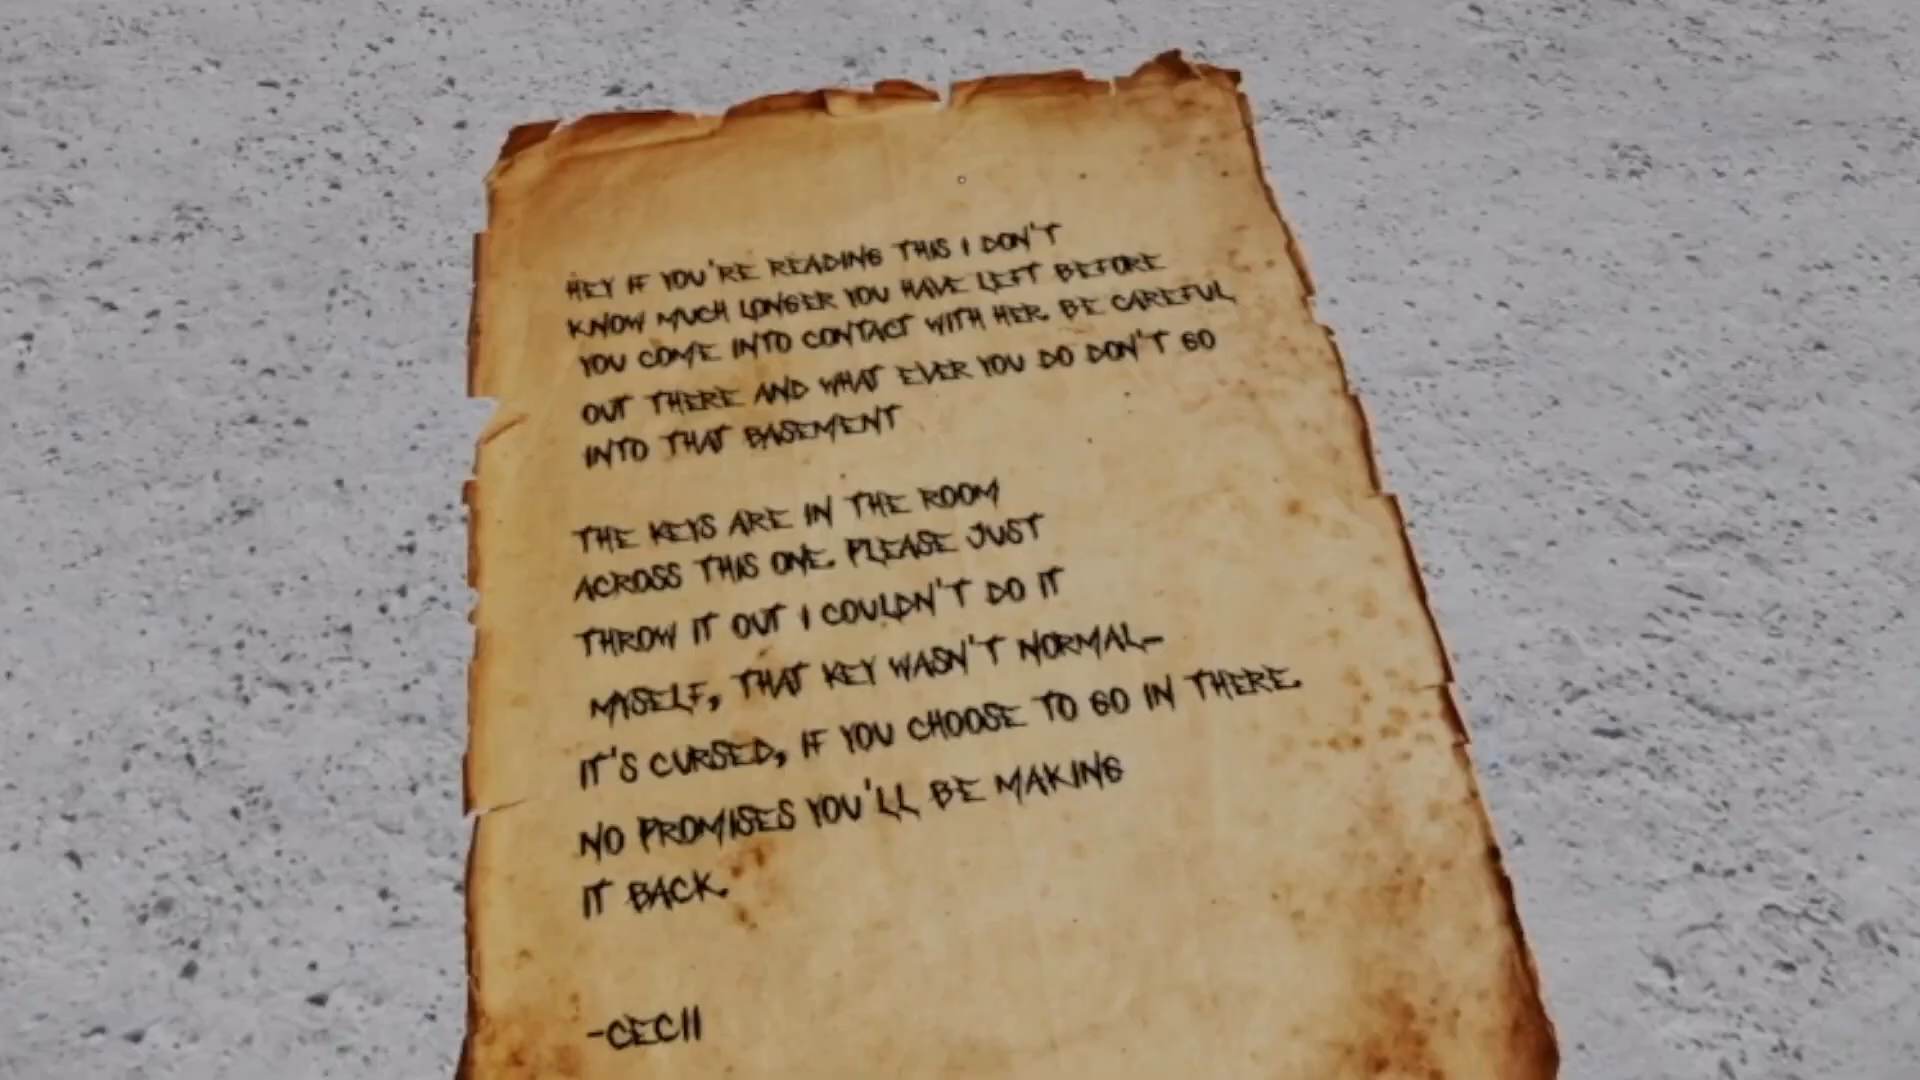 HEY IF YOU'RE READING THIS I DON'T
KNOW MUCH LONGER YOU HAVE LEFT BEFORE
YOU COME INTO CONTACT WITH HER. BE CAREFUL
OUT THERE AND WHAT EVER YOU DO DON'T GO
INTO THAT BASEMENT
THE KEYS ARE IN THE ROOM
ACROSS THIS ONE. PLEASE JUST
THROW IT OUT I COULDN'T DO IT
MYSELF, THAT KEY WASN'T NORMAL-
IT'S CURSED, IF YOU CHOOSE TO GO IN THERE.
NO PROMISES YOU'LL BE MAKING
IT BACK.
-CECIl